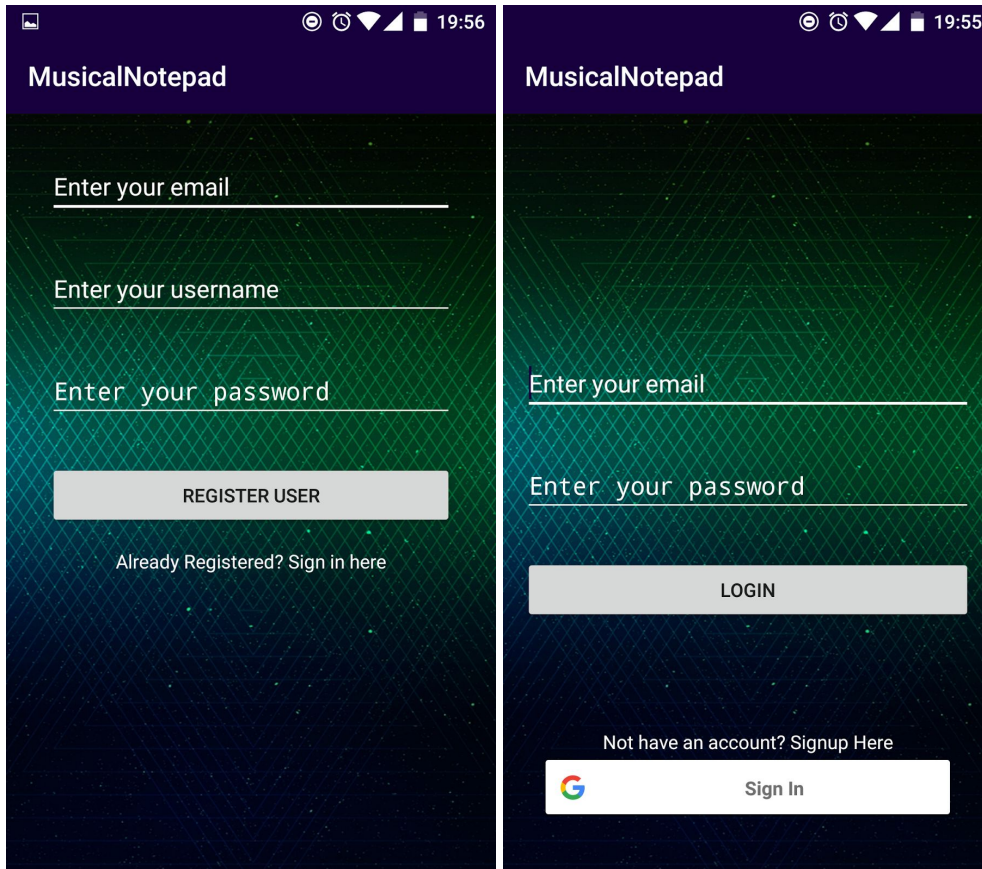 19:56
MusicalNotepad
Enter your email
Enter your username
Enter your password
REGISTER USER
Already Registered? Sign in here
19:55
MusicalNotepad
Enter your email
Enter your password
LOGIN
Not have an account? Signup Here
G Sign In